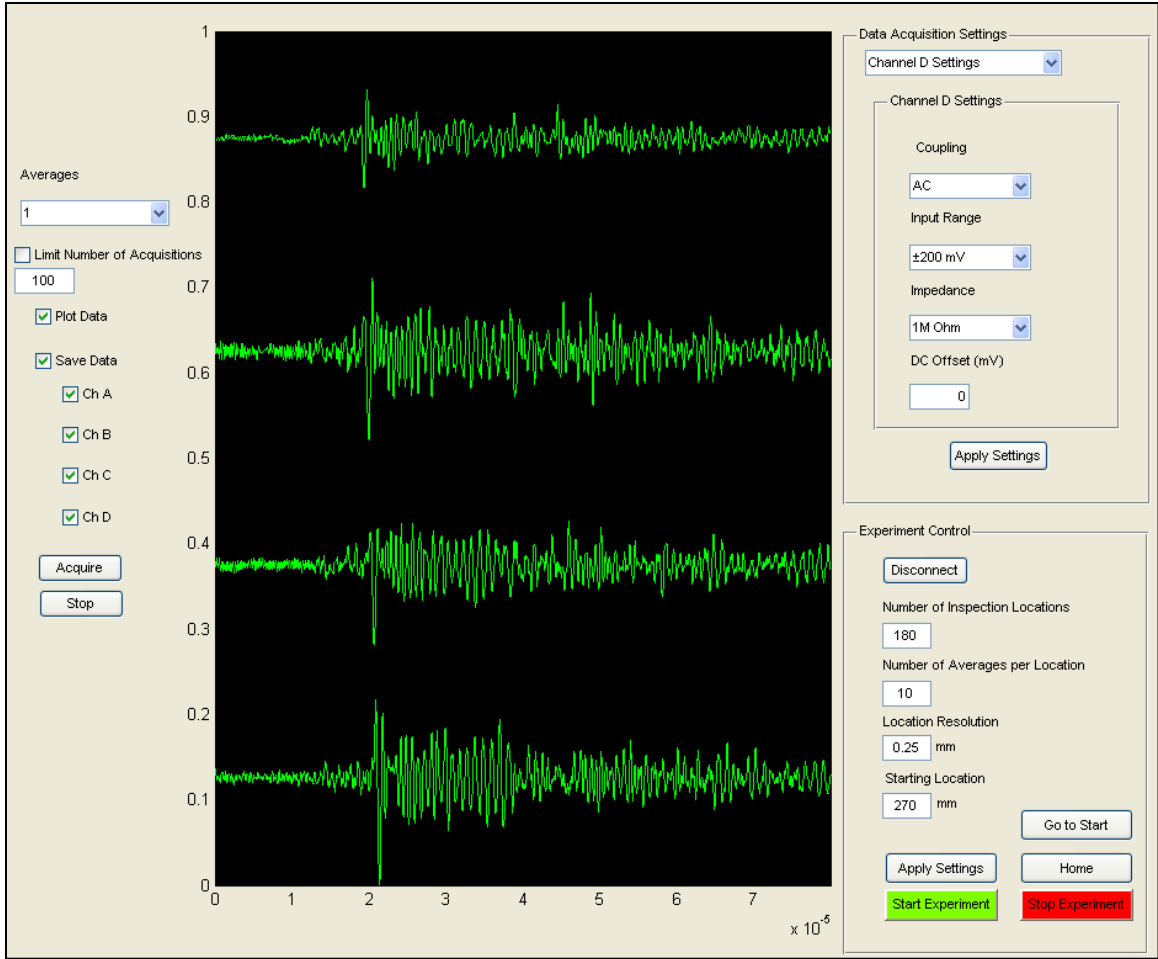 Averages
1
Limit Number of Acquisitions
100
Plot Data
Save Data
Ch A
Ch B
Ch C
Ch D
Acquire
Stop
1
0.9
0.8
0.7
0.6
0.5
0.4
0.3
0.2
0.1
0
0 1 2 3 4 5 6 7
x 10^-5
Data Acquisition Settings
Channel D Settings
Channel D Settings
Coupling
AC
Input Range
±200 mV
Impedance
1M Ohm
DC Offset (mV)
0
Apply Settings
Experiment Control
Disconnect
Number of Inspection Locations
180
Number of Averages per Location
10
Location Resolution
0.25 mm
Starting Location
270 mm
Go to Start
Apply Settings Home
Start Experiment Stop Experiment